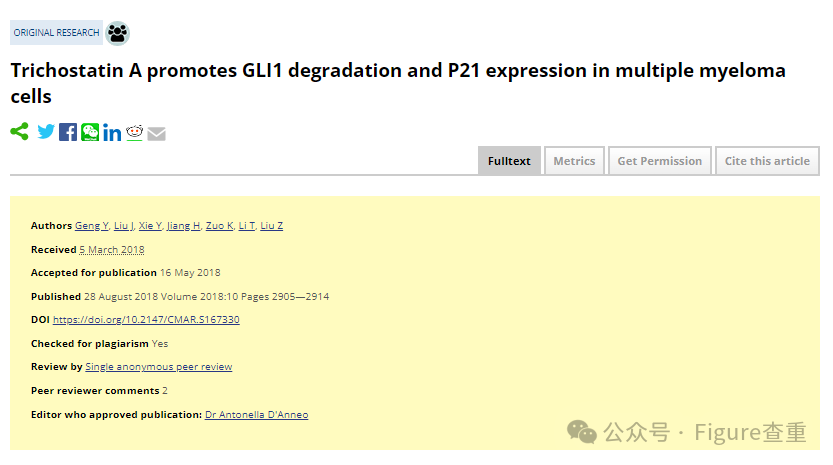 ORIGINAL RESEARCH
Trichostatin A promotes GLI1 degradation and P21 expression in multiple myeloma
cells
Fulltext Metrics Get Permission Cite this article
Authors Geng Y, Liu J, Xie Y, Jiang H, Zuo K, Li T, Liu Z
Received 5 March 2018
Accepted for publication 16 May 2018
Published 28 August 2018 Volume 2018:10 Pages 2905—2914
DOI https://doi.org/10.2147/CMAR.S167330
Checked for plagiarism Yes
Review by Single anonymous peer review
Peer reviewer comments 2
Editor who approved publication: Dr Antonella D'Anneo
公众号 · Figure查重